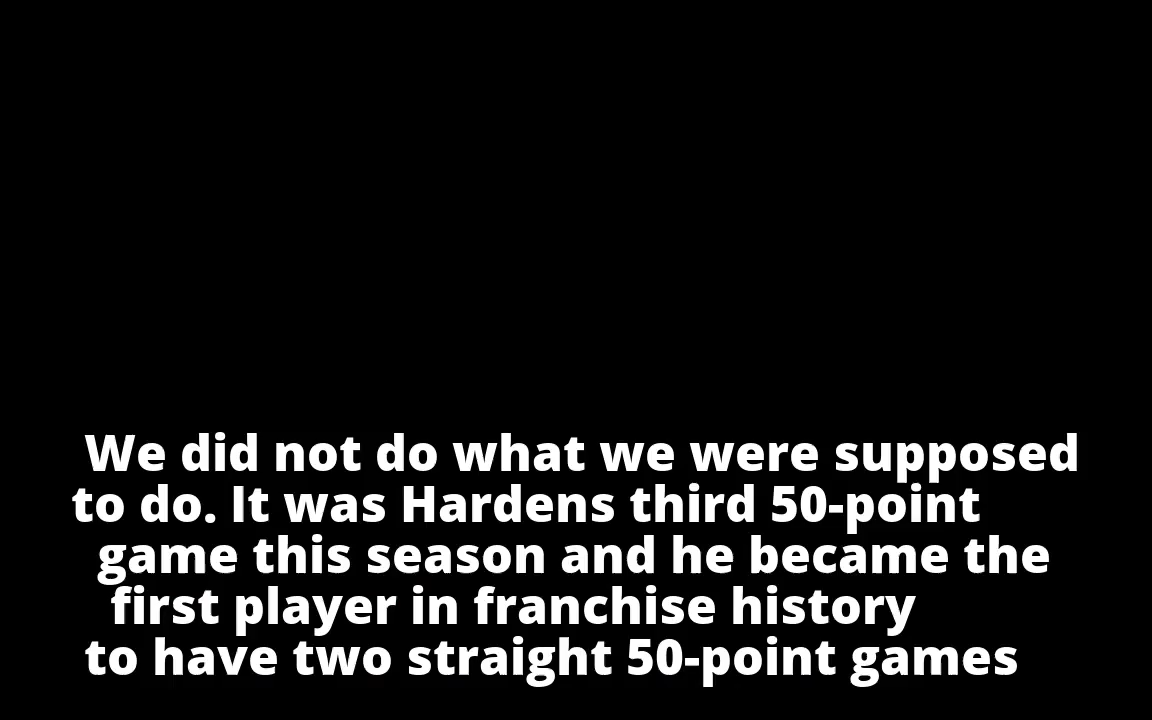 We did not do what we were supposed
to do. It was Hardens third 50-point
game this season and he became the
first player in franchise history
to have two straight 50-point games